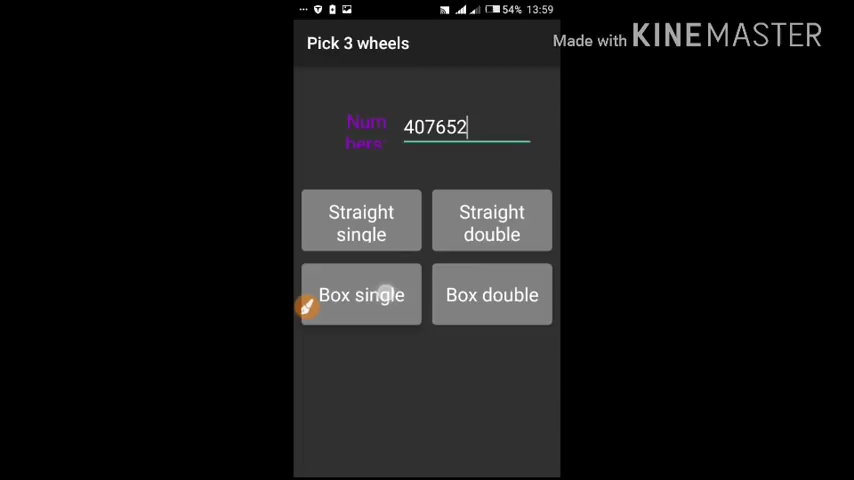 54% 13:59
Pick 3 wheels
Made with KINEMASTER
Num
bers:
407652
Straight
single
Straight
double
Box single
Box double